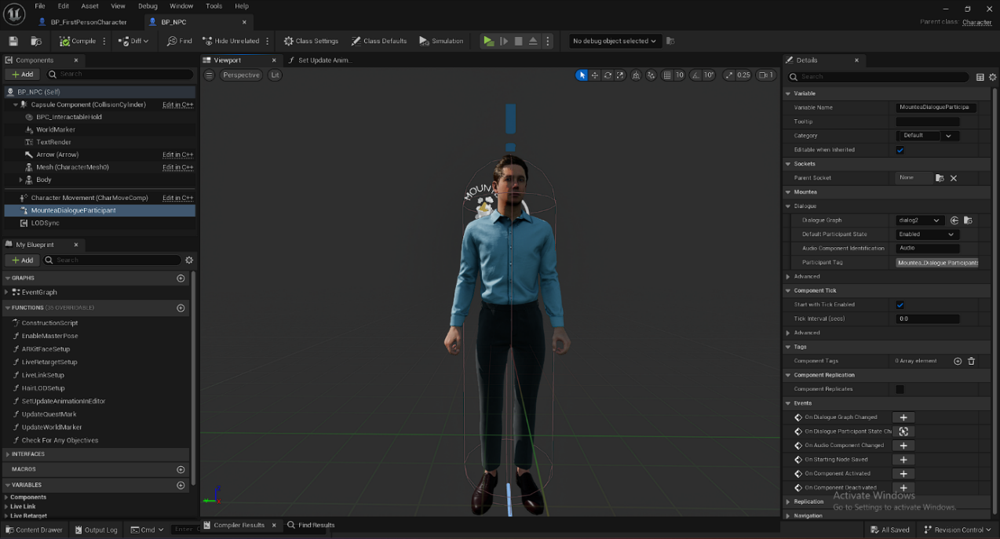 File Edit Asset View Debug Window Tools Help
BP_FirstPersonCharacter BP_NPC
Parent class: Character
Compile Diff Find Hide Unrelated Class Settings Class Defaults Simulation No debug object selected
Components
Add Search
BP_NPC (Self)
Capsule Component (CollisionCylinder) Edit in C++
BPC_InteractableHold
WorldMarker
TextRender
Arrow (Arrow) Edit in C++
Mesh (CharacterMesh0) Edit in C++
Body
Character Movement (CharMoveComp) Edit in C++
MounteaDialogueParticipant
LODSync
My Blueprint
Add Search
GRAPHS
EventGraph
FUNCTIONS (35 OVERRIDABLE)
ConstructionScript
EnableMasterPose
ARKitFaceSetup
LiveRetargetSetup
LiveLinkSetup
HairLODSetup
SetUpdateAnimationInEditor
UpdateQuestMark
UpdateWorldMarker
Check For Any Objectives
INTERFACES
MACROS
VARIABLES
Components
Live Link
Live Retarget
Viewport Set Update Anim...
Perspective Lit 10 10° 0.25 1
MOUNT
Details
Search
Variable
Variable Name MounteaDialogueParticipa
Tooltip
Category Default
Editable when Inherited
Sockets
Parent Socket None
Mountea
Dialogue
Dialogue Graph dialog2
Default Participant State Enabled
Audio Component Identification Audio
Participant Tag Mountea_Dialogue.Participants
Advanced
Component Tick
Start with Tick Enabled
Tick Interval (secs) 0.0
Advanced
Tags
Component Tags 0 Array element
Component Replication
Component Replicates
Events
On Dialogue Graph Changed
On Dialogue Participant State Ch
On Audio Component Changed
On Starting Node Saved
On Component Activated
On Component Deactivated
Replication
Navigation
Activate Windows
Go to Settings to activate Windows.
Compiler Results Find Results
Content Drawer Output Log Cmd Enter All Saved Revision Control